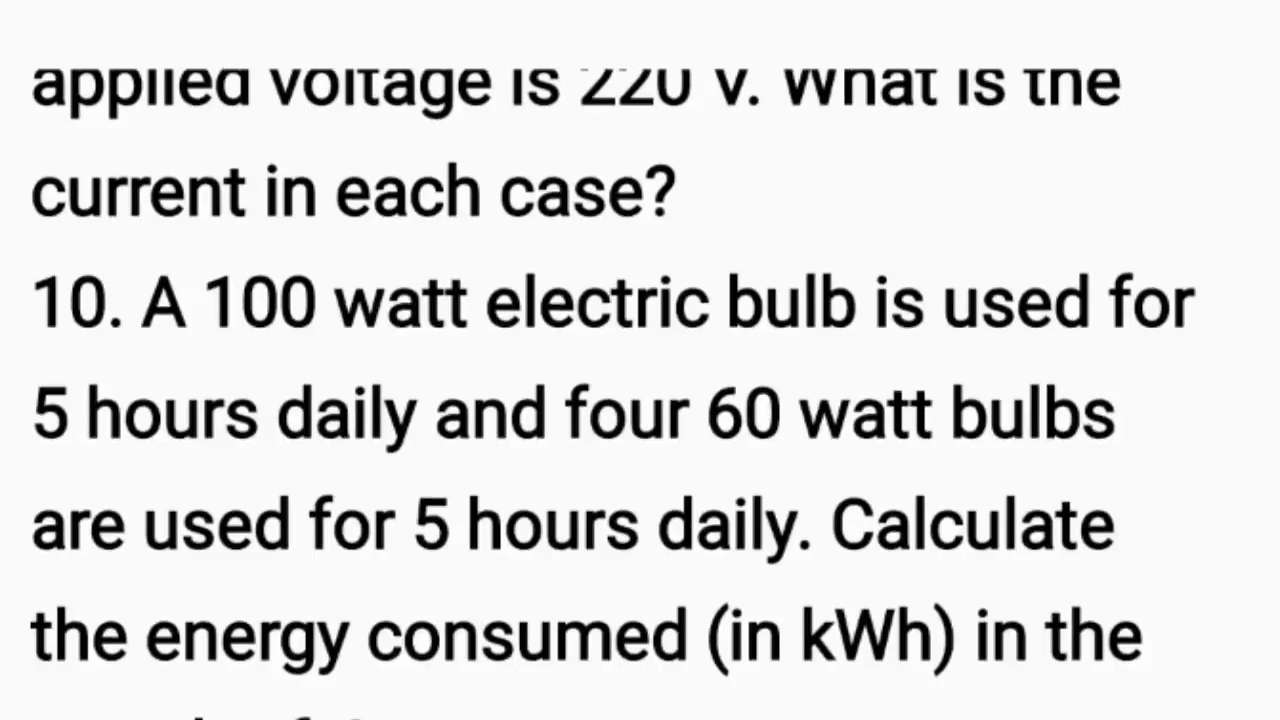 applied voltage is 220 V. What is the
current in each case?
10. A 100 watt electric bulb is used for
5 hours daily and four 60 watt bulbs
are used for 5 hours daily. Calculate
the energy consumed (in kWh) in the